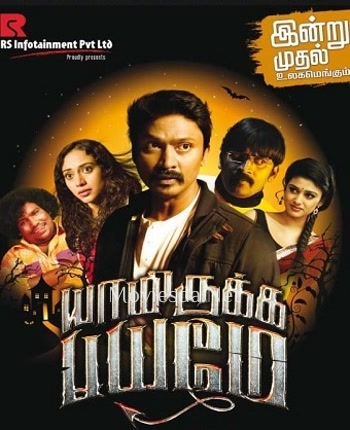 R
RS Infotainment Pvt Ltd
Proudly presents
இன்று
முதல்
உலகமெங்கும்
யாமிருக்க
பயமே